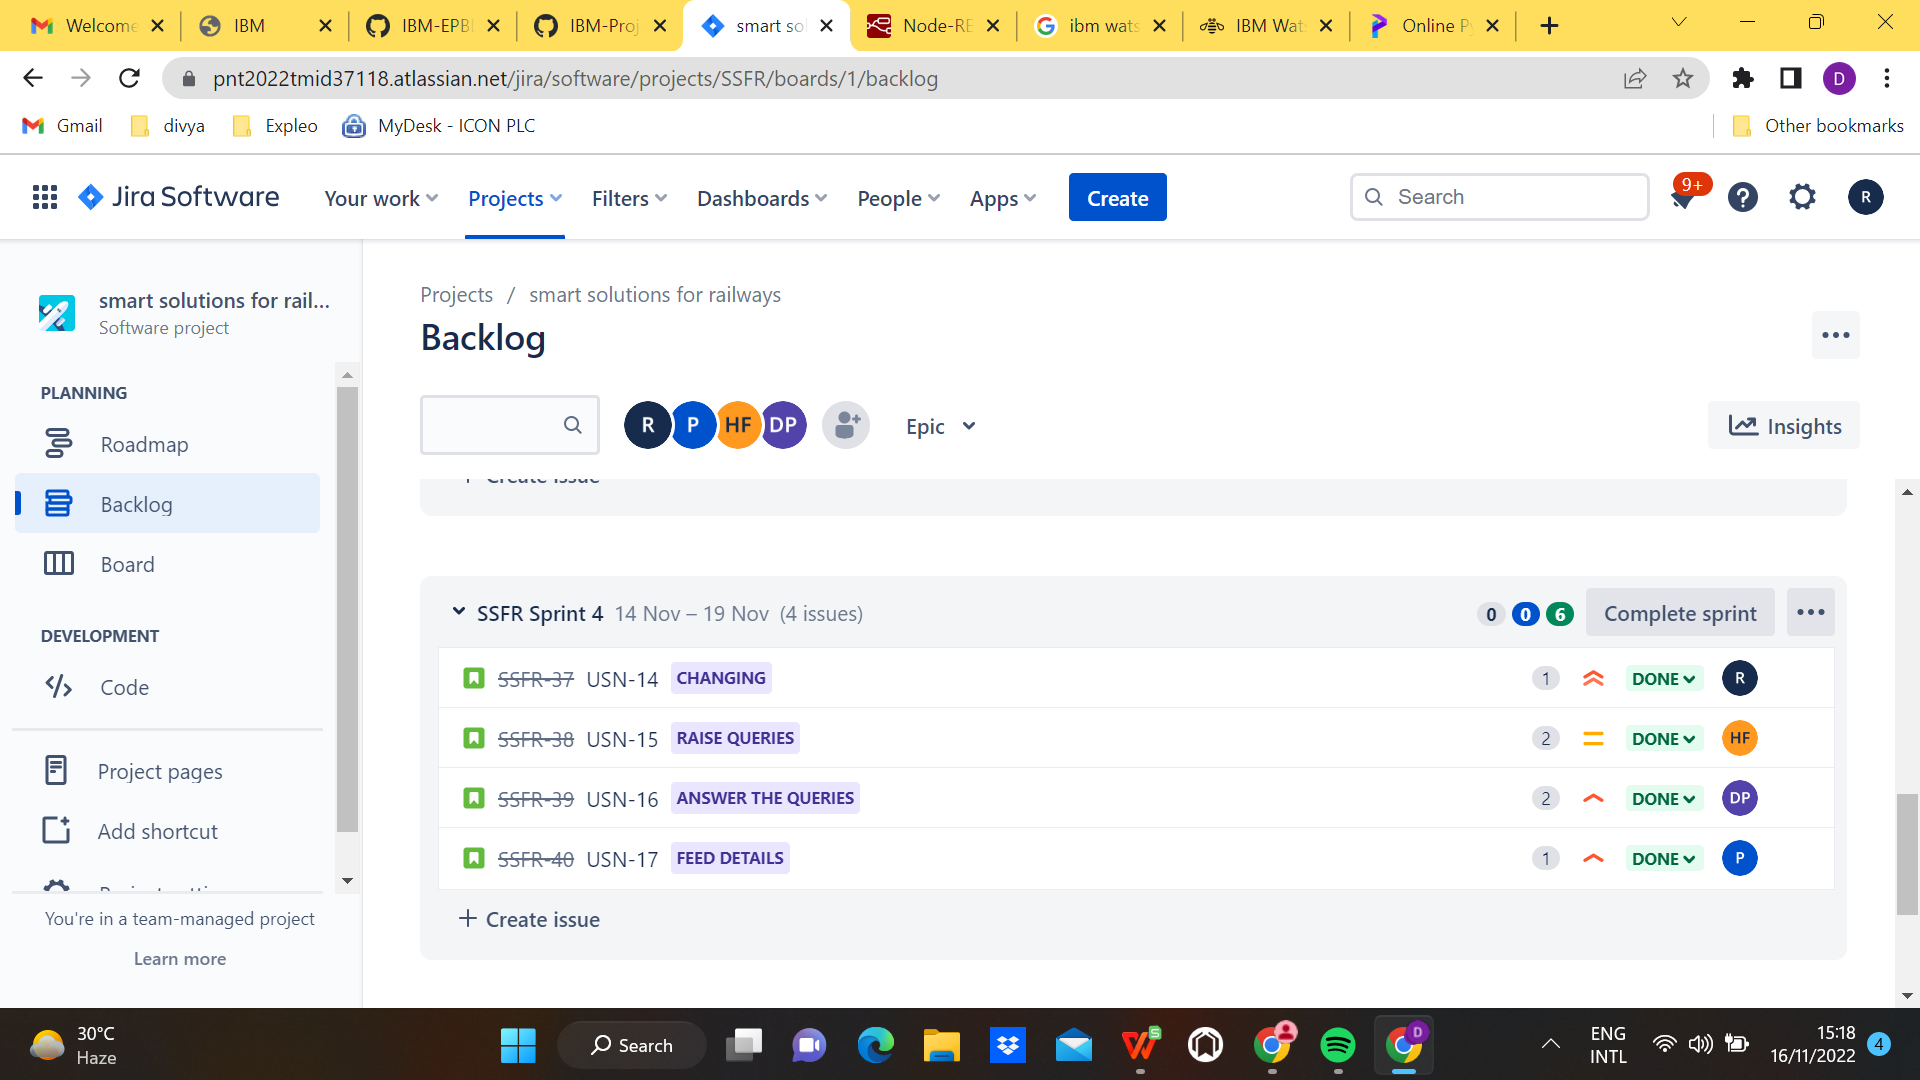 Welcome
IBM
IBM-EPB
IBM-Proj
smart sol
Node-RE
ibm wats
IBM Wat
Online Py
pnt2022tmid37118.atlassian.net/jira/software/projects/SSFR/boards/1/backlog
D
Gmail
divya
Expleo
MyDesk - ICON PLC
Other bookmarks
Jira Software
Your work
Projects
Filters
Dashboards
People
Apps
Create
Search
9+
R
smart solutions for rail...
Software project
PLANNING
Roadmap
Backlog
Board
DEVELOPMENT
Code
Project pages
Add shortcut
You're in a team-managed project
Learn more
Projects / smart solutions for railways
Backlog
R P HF DP
Epic
Insights
Create issue
SSFR Sprint 4 14 Nov – 19 Nov (4 issues)
0 0 6
Complete sprint
SSFR-37 USN-14 CHANGING 1 DONE R
SSFR-38 USN-15 RAISE QUERIES 2 DONE HF
SSFR-39 USN-16 ANSWER THE QUERIES 2 DONE DP
SSFR-40 USN-17 FEED DETAILS 1 DONE P
Create issue
30°C
Haze
Search
S
D
ENG
INTL
15:18
16/11/2022
4